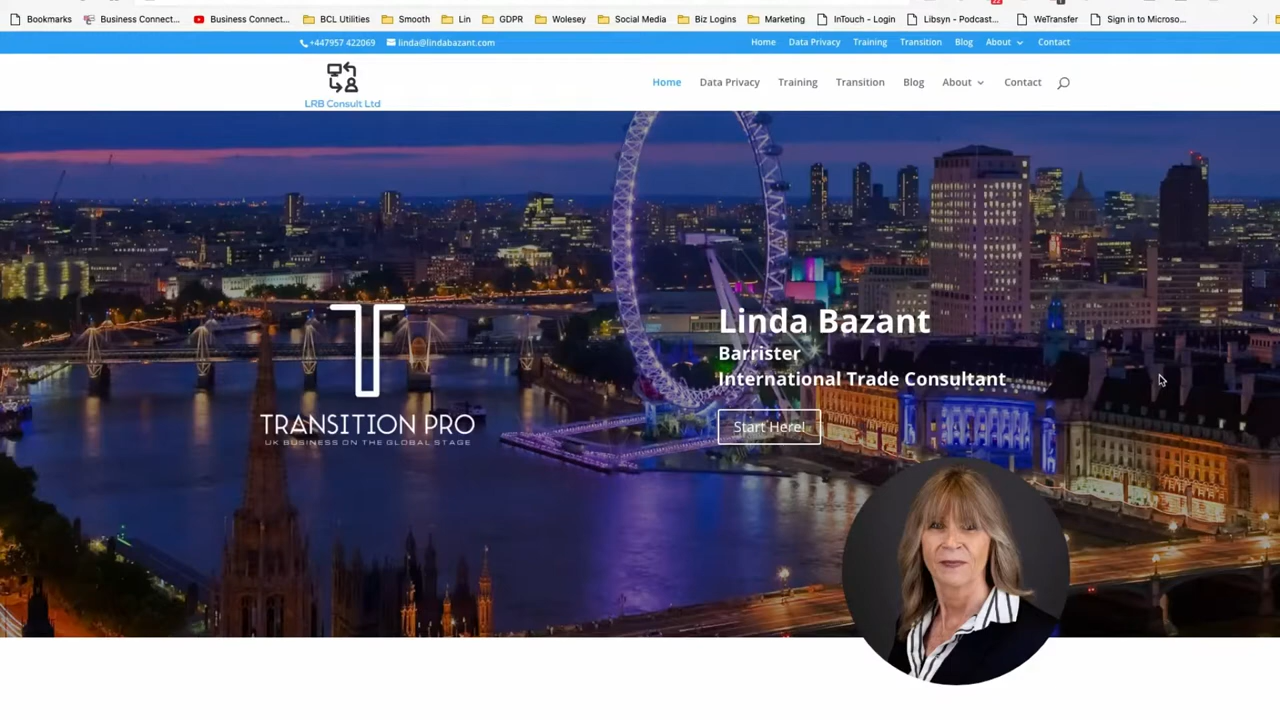 Bookmarks Business Connect... Business Connect... BCL Utilities Smooth Lin GDPR Wolesey Social Media Biz Logins Marketing InTouch - Login Libsyn - Podcast... WeTransfer Sign in to Microso...
+447957 422069 linda@lindabazant.com Home Data Privacy Training Transition Blog About Contact
LRB Consult Ltd
Home Data Privacy Training Transition Blog About Contact
Linda Bazant
Barrister
International Trade Consultant
Start Here!
T
TRANSITION PRO
UK BUSINESS ON THE GLOBAL STAGE